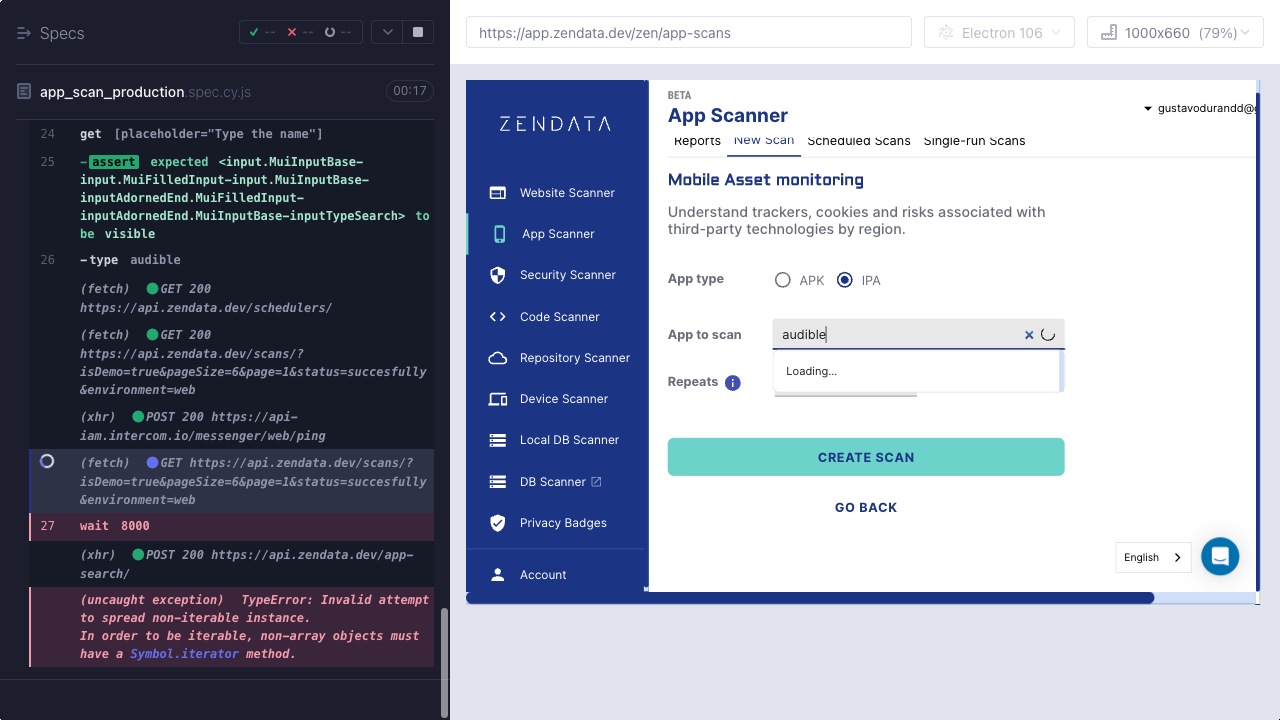 Specs
-- -- --
app_scan_production.spec.cy.js
00:17
24 get [placeholder="Type the name"]
25 -assert expected <input.MuiInputBase-
input.MuiFilledInput-input.MuiInputBase-
inputAdornedEnd.MuiFilledInput-
inputAdornedEnd.MuiInputBase-inputTypeSearch> to
be visible
26 -type audible
(fetch) GET 200
https://api.zendata.dev/schedulers/
(fetch) GET 200
https://api.zendata.dev/scans/?
isDemo=true&pageSize=6&page=1&status=succesfully
&environment=web
(xhr) POST 200 https://api-
iam.intercom.io/messenger/web/ping
(fetch) GET https://api.zendata.dev/scans/?
isDemo=true&pageSize=6&page=1&status=succesfully
&environment=web
27 wait 8000
(xhr) POST 200 https://api.zendata.dev/app-
search/
(uncaught exception) TypeError: Invalid attempt
to spread non-iterable instance.
In order to be iterable, non-array objects must
have a Symbol.iterator method.
https://app.zendata.dev/zen/app-scans
Electron 106
1000x660 (79%)
ZENDATA
Website Scanner
App Scanner
Security Scanner
Code Scanner
Repository Scanner
Device Scanner
Local DB Scanner
DB Scanner
Privacy Badges
Account
BETA
App Scanner
gustavodurandd@g
Reports New Scan Scheduled Scans Single-run Scans
Mobile Asset monitoring
Understand trackers, cookies and risks associated with
third-party technologies by region.
App type APK IPA
App to scan audible
Loading...
Repeats
CREATE SCAN
GO BACK
English